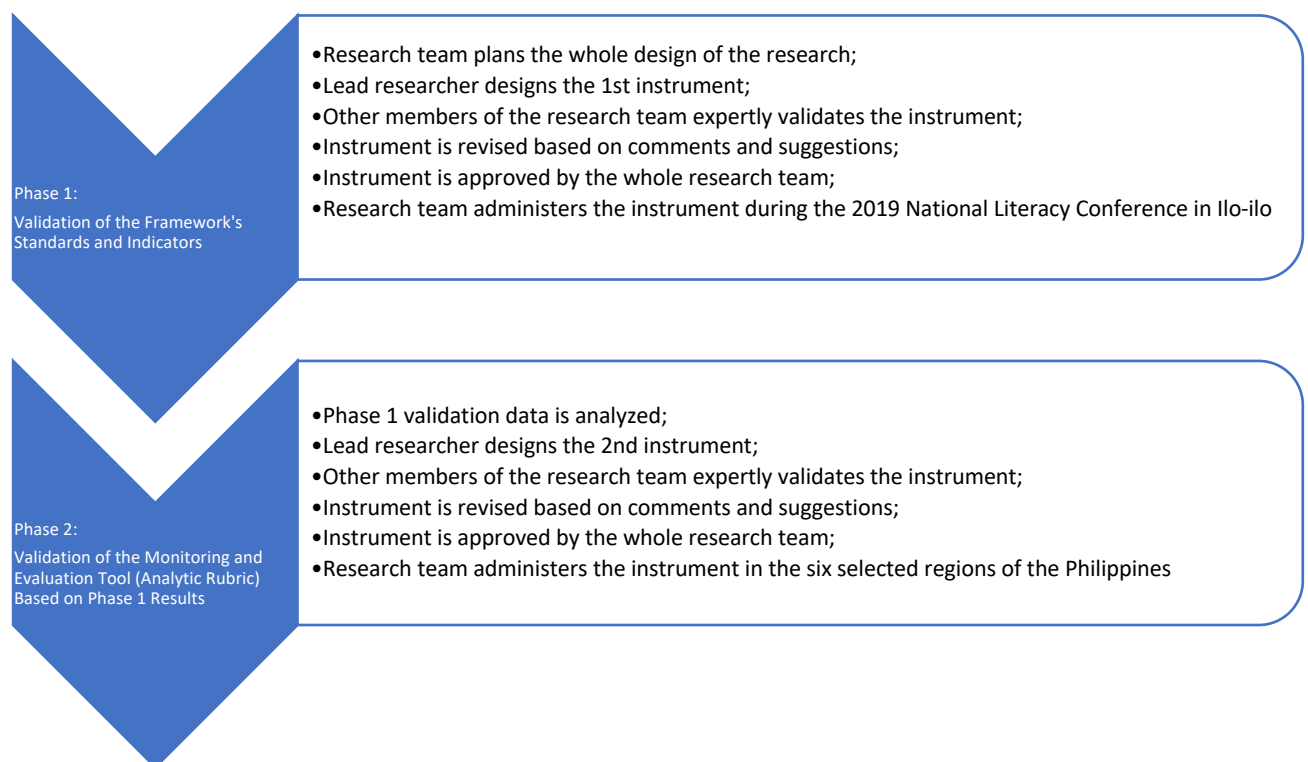 Phase 1:
Validation of the Framework's
Standards and Indicators
•Research team plans the whole design of the research;
•Lead researcher designs the 1st instrument;
•Other members of the research team expertly validates the instrument;
•Instrument is revised based on comments and suggestions;
•Instrument is approved by the whole research team;
•Research team administers the instrument during the 2019 National Literacy Conference in Ilo-ilo
Phase 2:
Validation of the Monitoring and
Evaluation Tool (Analytic Rubric)
Based on Phase 1 Results
•Phase 1 validation data is analyzed;
•Lead researcher designs the 2nd instrument;
•Other members of the research team expertly validates the instrument;
•Instrument is revised based on comments and suggestions;
•Instrument is approved by the whole research team;
•Research team administers the instrument in the six selected regions of the Philippines